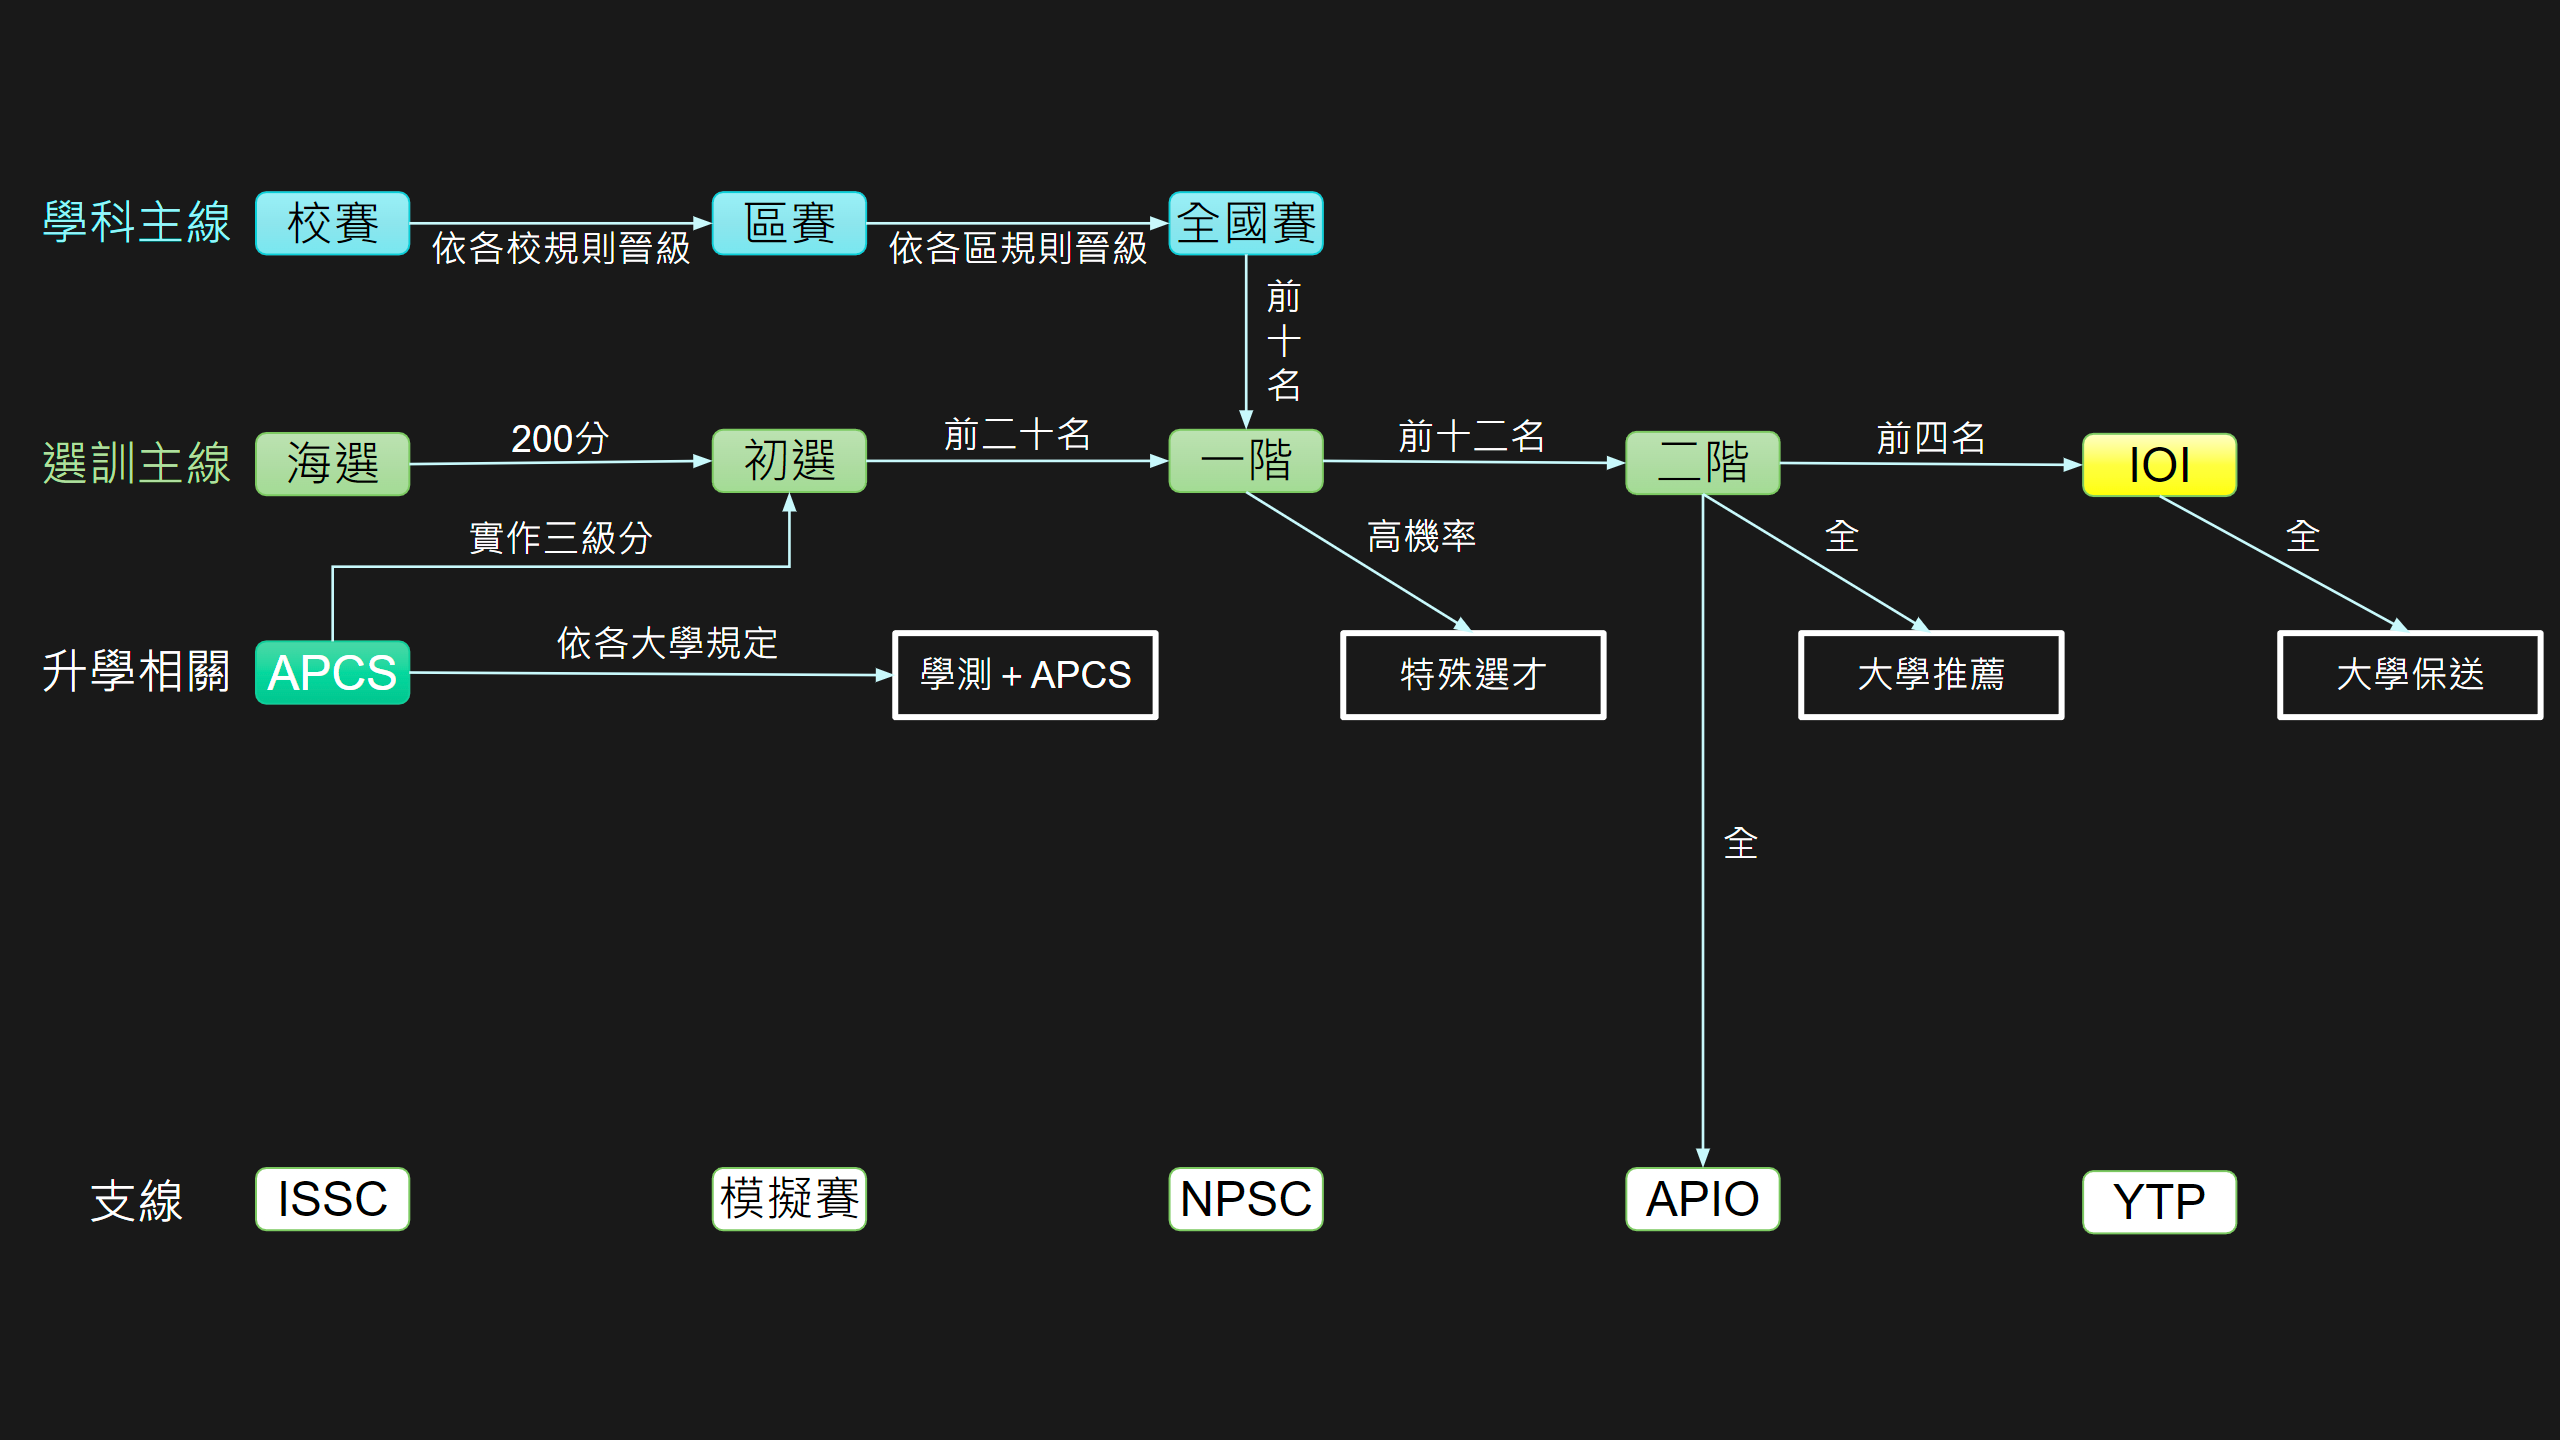 學科主線
校賽
依各校規則晉級
區賽
依各區規則晉級
全國賽
前十名
選訓主線
海選
200分
初選
前二十名
一階
前十二名
二階
前四名
IOI
實作三級分
高機率
全
全
升學相關
APCS
依各大學規定
學測 + APCS
特殊選才
大學推薦
大學保送
全
支線
ISSC
模擬賽
NPSC
APIO
YTP